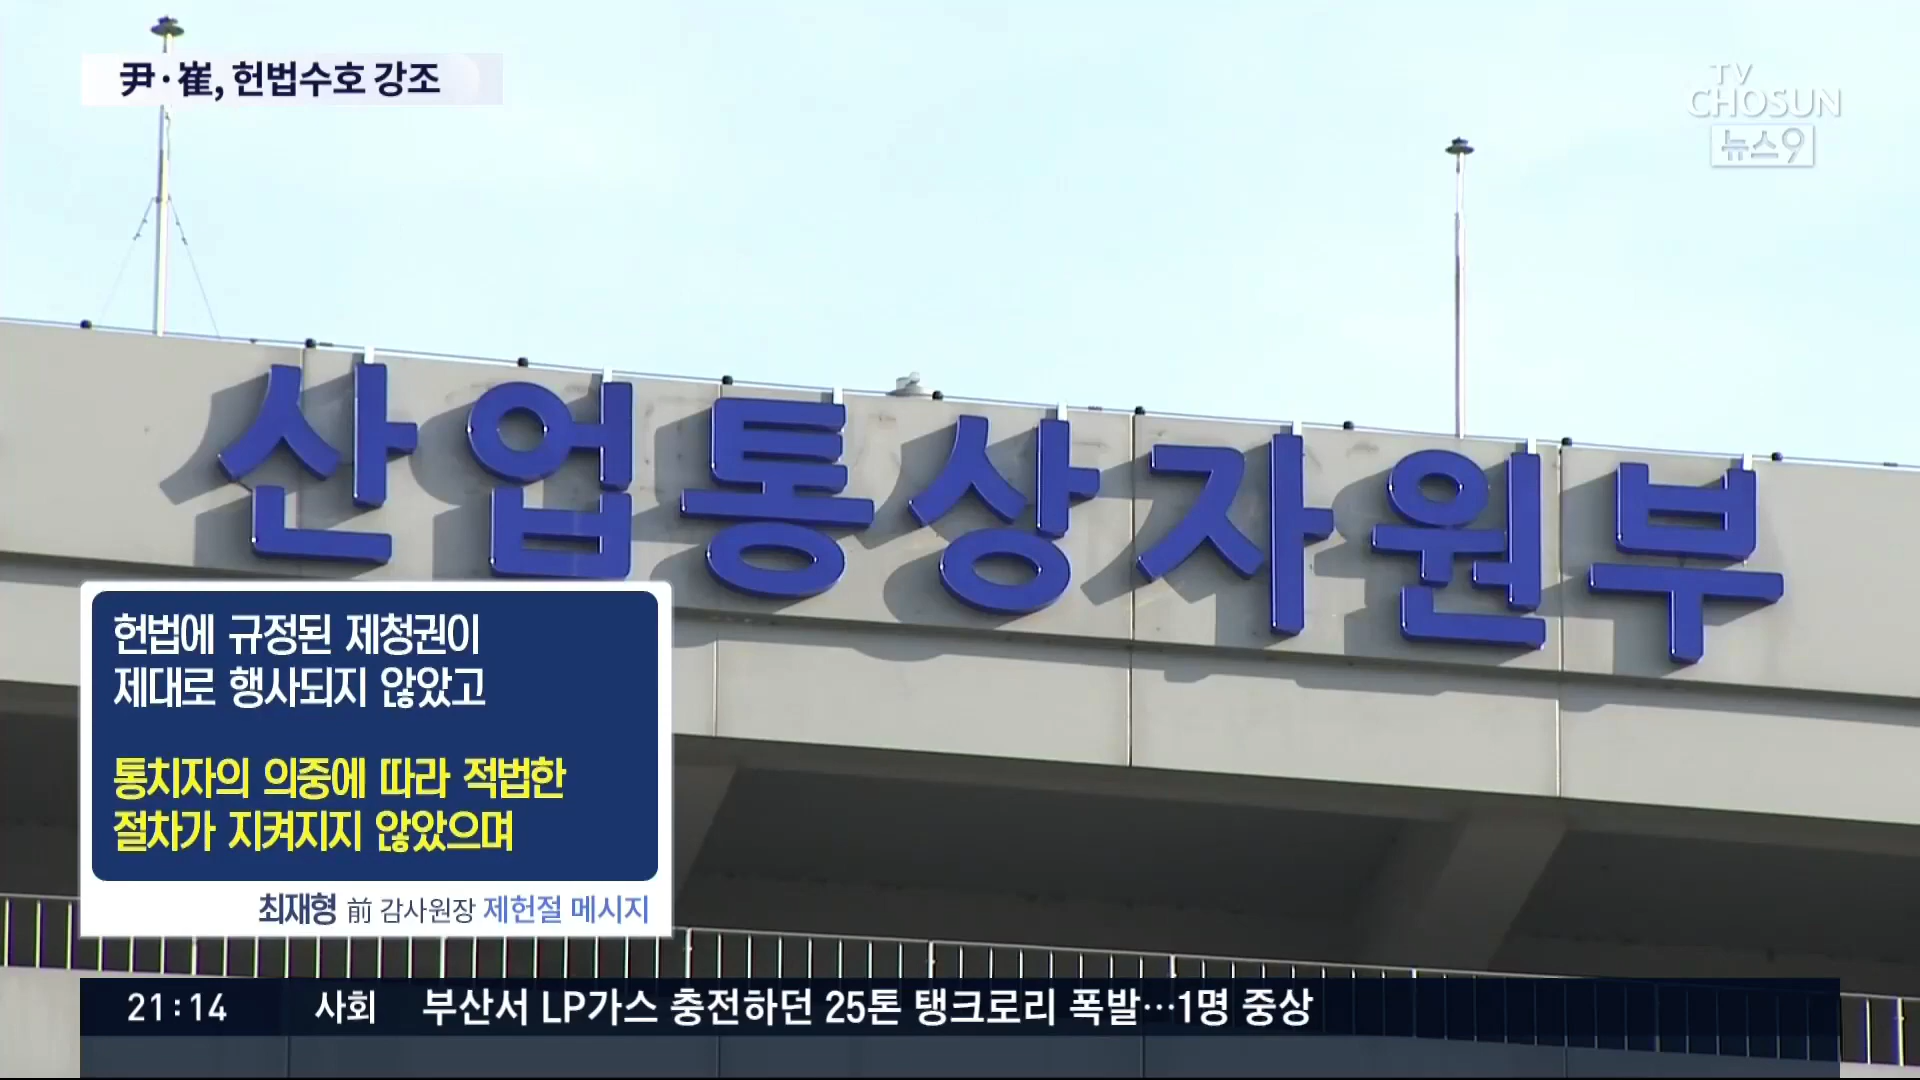 尹·崔, 헌법수호 강조
TV
CHOSUN
뉴스9
산업통상자원부
헌법에 규정된 제청권이
제대로 행사되지 않았고
통치자의 의중에 따라 적법한
절차가 지켜지지 않았으며
최재형 前 감사원장 제헌절 메시지
21:14 사회 부산서 LP가스 충전하던 25톤 탱크로리 폭발…1명 중상